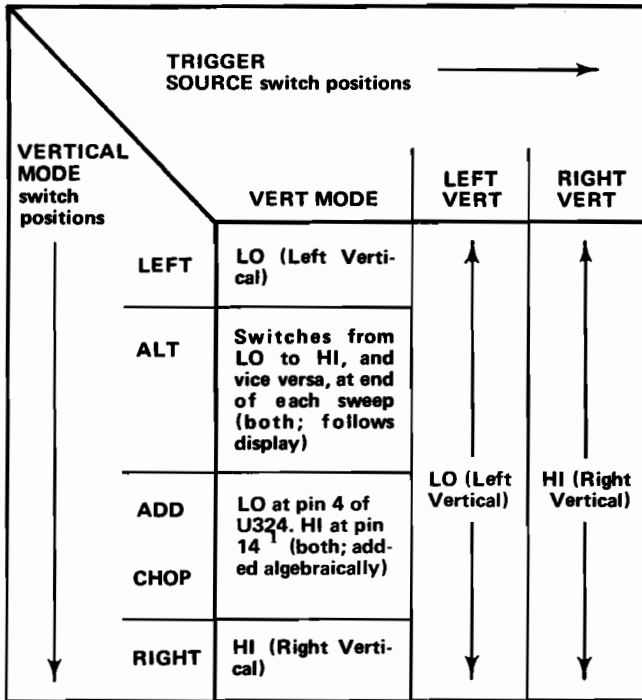 TRIGGER
SOURCE switch positions
VERTICAL
MODE
switch
positions
VERT MODE
LEFT
VERT
RIGHT
VERT
LEFT
LO (Left Verti-
cal)
ALT
Switches from
LO to HI, and
vice versa, at end
of each sweep
(both; follows
display)
ADD
CHOP
LO at pin 4 of
U324. HI at pin
14 1 (both; add-
ed algebraically)
RIGHT
HI (Right Verti-
cal)
LO (Left
Vertical)
HI (Right
Vertical)